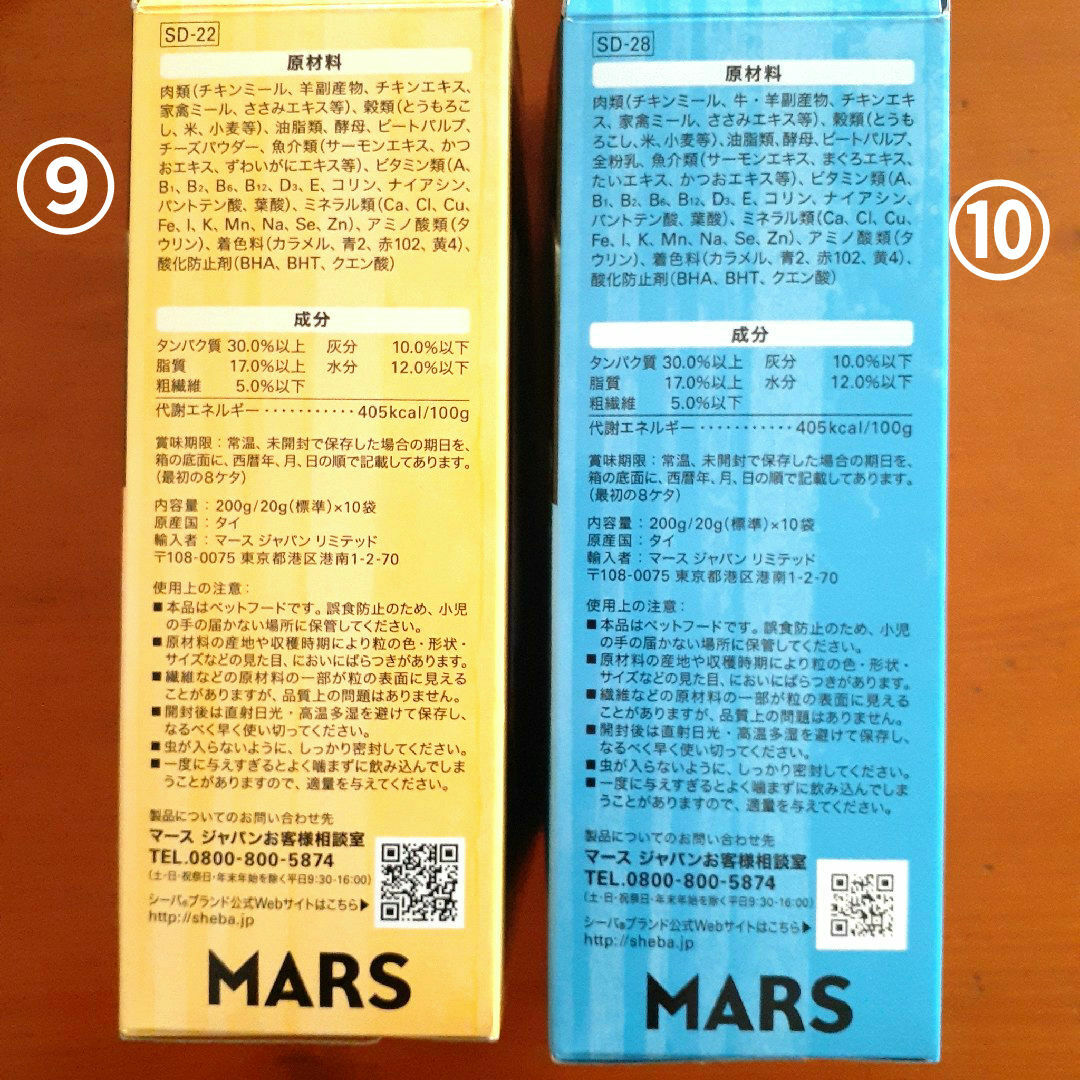 ⑨
SD-22
原材料
肉類(チキンミール、羊副産物、チキンエキス、
家禽ミール、ささみエキス等)、穀類(とうもろこ
し、米、小麦等)、油脂類、酵母、ビートパルプ、
チーズパウダー、魚介類(サーモンエキス、かつ
おエキス、ずわいがにエキス等)、ビタミン類(A、
B1、B2、B6、B12、D3、E、コリン、ナイアシン、
パントテン酸、葉酸)、ミネラル類(Ca、Cl、Cu、
Fe、I、K、Mn、Na、Se、Zn)、アミノ酸類(タ
ウリン)、着色料(カラメル、青2、赤102、黄4)、
酸化防止剤(BHA、BHT、クエン酸)
成分
タンパク質 30.0%以上 灰分 10.0%以下
脂質 17.0%以上 水分 12.0%以下
粗繊維 5.0%以下
代謝エネルギー・・・・・・・・・・・405kcal/100g
賞味期限:常温、未開封で保存した場合の期日を、
箱の底面に、西暦年、月、日の順で記載してあります。
(最初の8ケタ)
内容量:200g/20g(標準)×10袋
原産国:タイ
輸入者:マース ジャパン リミテッド
〒108-0075 東京都港区港南1-2-70
使用上の注意:
■本品はペットフードです。誤食防止のため、小児
の手の届かない場所に保管してください。
■原材料の産地や収穫時期により粒の色・形状・
サイズなどの見た目、においにばらつきがあります。
■繊維などの原材料の一部が粒の表面に見える
ことがありますが、品質上の問題はありません。
■開封後は直射日光・高温多湿を避けて保存し、
なるべく早く使い切ってください。
■虫が入らないように、しっかり密封してください。
■一度に与えすぎるとよく噛まずに飲み込んでしま
うことがありますので、適量を与えてください。
製品についてのお問い合わせ先
マース ジャパンお客様相談室
TEL.0800-800-5874
(土・日・祝祭日・年末年始を除く平日9:30-16:00)
シーバ®ブランド公式Webサイトはこちら▶
http://sheba.jp
MARS
⑩
SD-28
原材料
肉類(チキンミール、牛・羊副産物、チキンエキ
ス、家禽ミール、ささみエキス等)、穀類(とうも
ろこし、米、小麦等)、油脂類、酵母、ビートパルプ、
全粉乳、魚介類(サーモンエキス、まぐろエキス、
たいエキス、かつおエキス等)、ビタミン類(A、
B1、B2、B6、B12、D3、E、コリン、ナイアシン、
パントテン酸、葉酸)、ミネラル類(Ca、Cl、Cu、
Fe、I、K、Mn、Na、Se、Zn)、アミノ酸類(タ
ウリン)、着色料(カラメル、青2、赤102、黄4)、
酸化防止剤(BHA、BHT、クエン酸)
成分
タンパク質 30.0%以上 灰分 10.0%以下
脂質 17.0%以上 水分 12.0%以下
粗繊維 5.0%以下
代謝エネルギー・・・・・・・・・・・405kcal/100g
賞味期限:常温、未開封で保存した場合の期日を、
箱の底面に、西暦年、月、日の順で記載してあります。
(最初の8ケタ)
内容量:200g/20g(標準)×10袋
原産国:タイ
輸入者:マース ジャパン リミテッド
〒108-0075 東京都港区港南1-2-70
使用上の注意:
■本品はペットフードです。誤食防止のため、小児
の手の届かない場所に保管してください。
■原材料の産地や収穫時期により粒の色・形状・
サイズなどの見た目、においにばらつきがあります。
■繊維などの原材料の一部が粒の表面に見える
ことがありますが、品質上の問題はありません。
■開封後は直射日光・高温多湿を避けて保存し、
なるべく早く使い切ってください。
■虫が入らないように、しっかり密封してください。
■一度に与えすぎるとよく噛まずに飲み込んでしま
うことがありますので、適量を与えてください。
製品についてのお問い合わせ先
マース ジャパンお客様相談室
TEL.0800-800-5874
(土・日・祝祭日・年末年始を除く平日9:30-16:00)
シーバ®ブランド公式Webサイトはこちら▶
http://sheba.jp
MARS